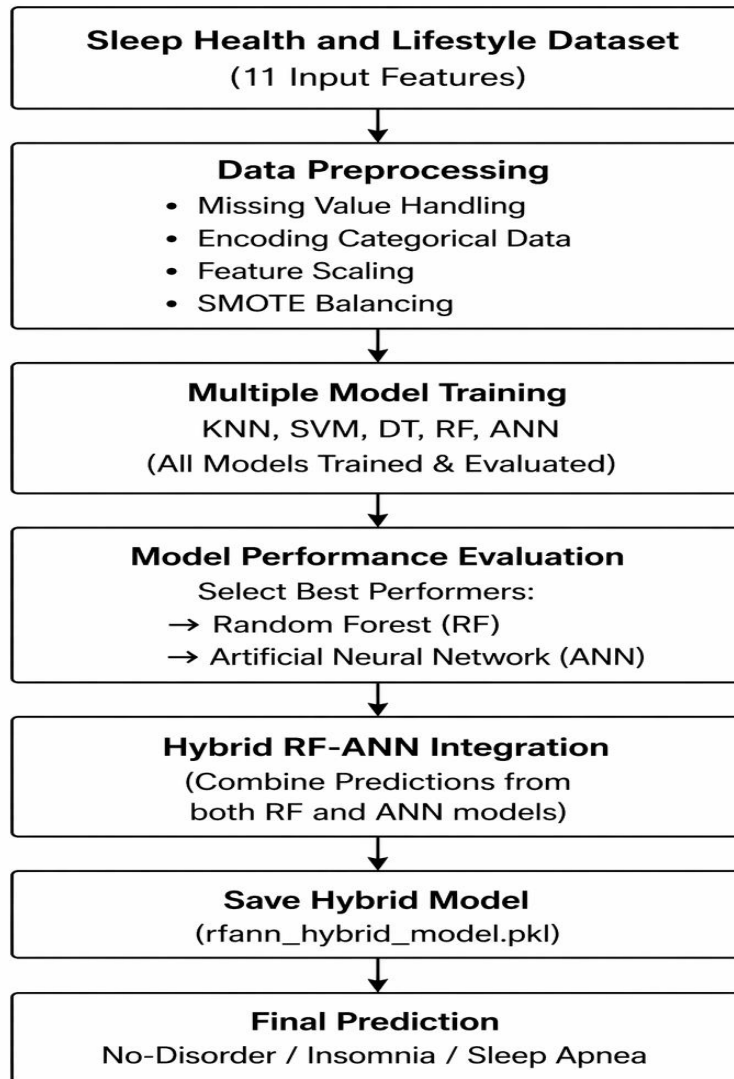 Sleep Health and Lifestyle Dataset
(11 Input Features)
Data Preprocessing
• Missing Value Handling
• Encoding Categorical Data
• Feature Scaling
• SMOTE Balancing
Multiple Model Training
KNN, SVM, DT, RF, ANN
(All Models Trained & Evaluated)
Model Performance Evaluation
Select Best Performers:
→ Random Forest (RF)
→ Artificial Neural Network (ANN)
Hybrid RF-ANN Integration
(Combine Predictions from
both RF and ANN models)
Save Hybrid Model
(rfann_hybrid_model.pkl)
Final Prediction
No-Disorder / Insomnia / Sleep Apnea